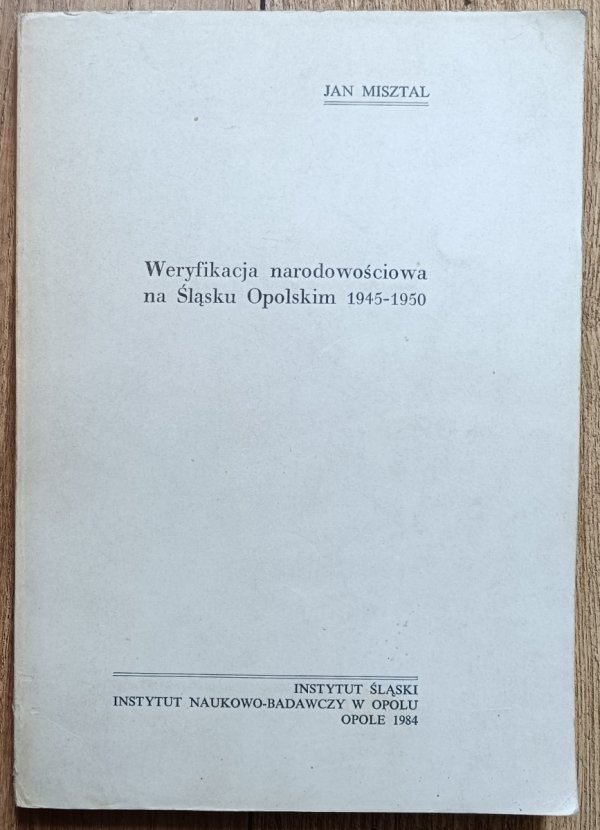 JAN MISZTAL
Weryfikacja narodowościowa
na Śląsku Opolskim 1945-1950
INSTYTUT ŚLĄSKI
INSTYTUT NAUKOWO-BADAWCZY W OPOLU
OPOLE 1984